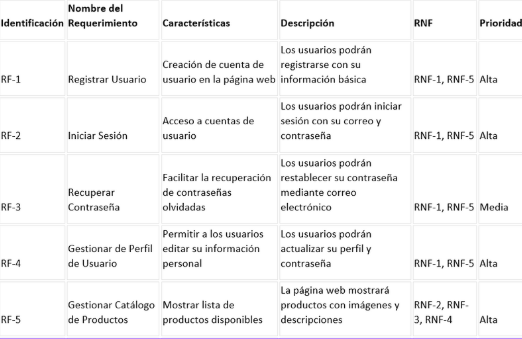 Identificación
Nombre del
Requerimiento
Características
Descripción
RNF
Prioridad
RF-1
Registrar Usuario
Creación de cuenta de
usuario en la página web
Los usuarios podrán
registrarse con su
información básica
RNF-1, RNF-5
Alta
RF-2
Iniciar Sesión
Acceso a cuentas de
usuario
Los usuarios podrán iniciar
sesión con su correo y
contraseña
RNF-1, RNF-5
Alta
RF-3
Recuperar
Contraseña
Facilitar la recuperación
de contraseñas
olvidadas
Los usuarios podrán
restablecer su contraseña
mediante correo
electrónico
RNF-1, RNF-5
Media
RF-4
Gestionar de Perfil
de Usuario
Permitir a los usuarios
editar su información
personal
Los usuarios podrán
actualizar su perfil y
contraseña
RNF-1, RNF-5
Alta
RF-5
Gestionar Catálogo
de Productos
Mostrar lista de
productos disponibles
La página web mostrará
productos con imágenes y
descripciones
RNF-2, RNF-
3, RNF-4
Alta